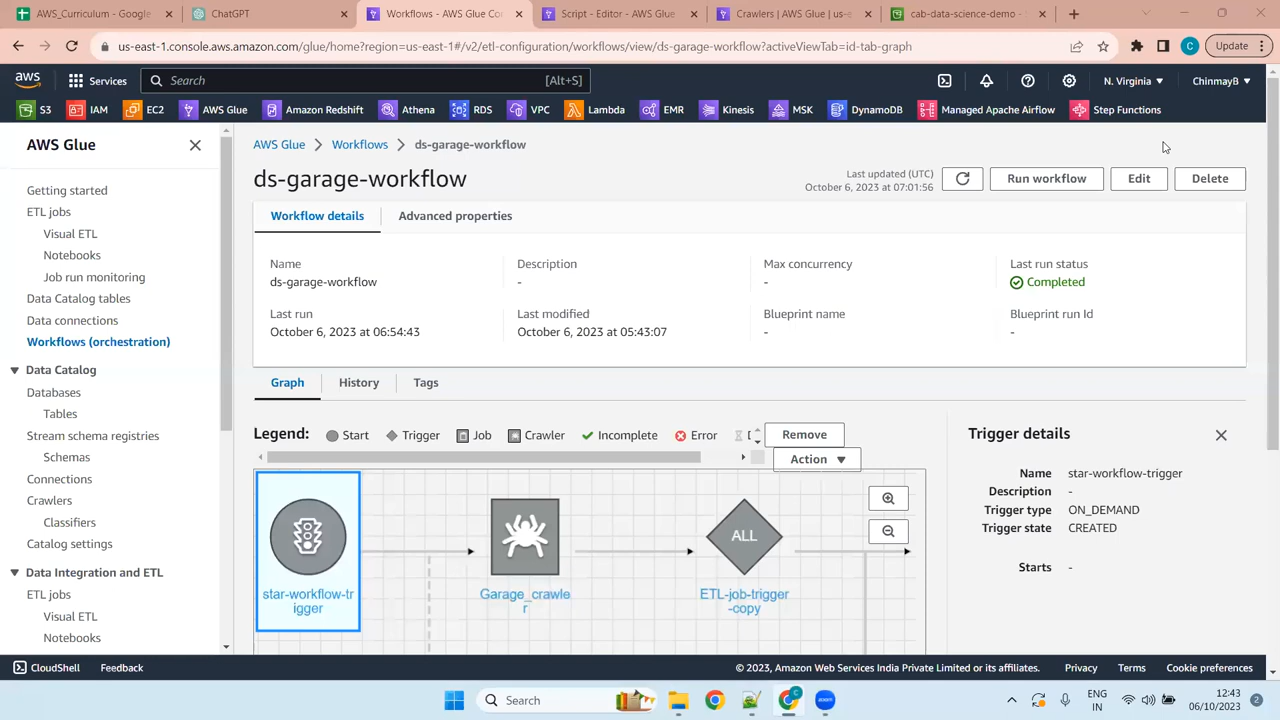 AWS_Curriculum - Google
ChatGPT
Workflows - AWS Glue Co
Script - Editor - AWS Glue
Crawlers | AWS Glue | us-e
cab-data-science-demo -
us-east-1.console.aws.amazon.com/glue/home?region=us-east-1#/v2/etl-configuration/workflows/view/ds-garage-workflow?activeViewTab=id-tab-graph
C
Update
aws
Services
Search
[Alt+S]
N. Virginia
ChinmayB
S3
IAM
EC2
AWS Glue
Amazon Redshift
Athena
RDS
VPC
Lambda
EMR
Kinesis
MSK
DynamoDB
Managed Apache Airflow
Step Functions
AWS Glue
Getting started
ETL jobs
Visual ETL
Notebooks
Job run monitoring
Data Catalog tables
Data connections
Workflows (orchestration)
Data Catalog
Databases
Tables
Stream schema registries
Schemas
Connections
Crawlers
Classifiers
Catalog settings
Data Integration and ETL
ETL jobs
Visual ETL
Notebooks
AWS Glue
Workflows
ds-garage-workflow
ds-garage-workflow
Last updated (UTC)
October 6, 2023 at 07:01:56
Run workflow
Edit
Delete
Workflow details
Advanced properties
Name
ds-garage-workflow
Description
-
Max concurrency
-
Last run status
Completed
Last run
October 6, 2023 at 06:54:43
Last modified
October 6, 2023 at 05:43:07
Blueprint name
-
Blueprint run Id
-
Graph
History
Tags
Legend:
Start
Trigger
Job
Crawler
Incomplete
Error
Remove
Action
star-workflow-tr
igger
Garage_crawle
r
ALL
ETL-job-trigger
-copy
Trigger details
Name
star-workflow-trigger
Description
-
Trigger type
ON_DEMAND
Trigger state
CREATED
Starts
-
CloudShell
Feedback
© 2023, Amazon Web Services India Private Limited or its affiliates.
Privacy
Terms
Cookie preferences
Search
C
zoom
ENG
IN
12:43
06/10/2023
2